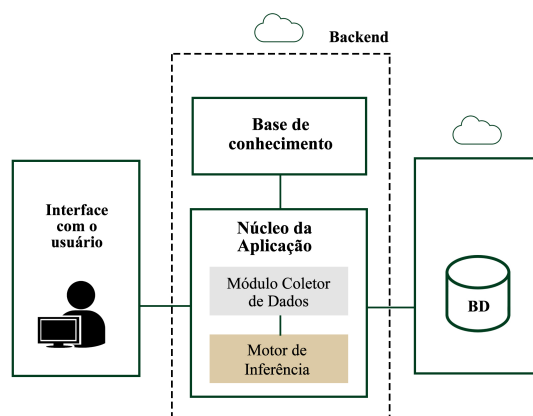 Backend
Base de
conhecimento
Interface
com o
usuário
Núcleo da
Aplicação
Módulo Coletor
de Dados
Motor de
Inferência
BD